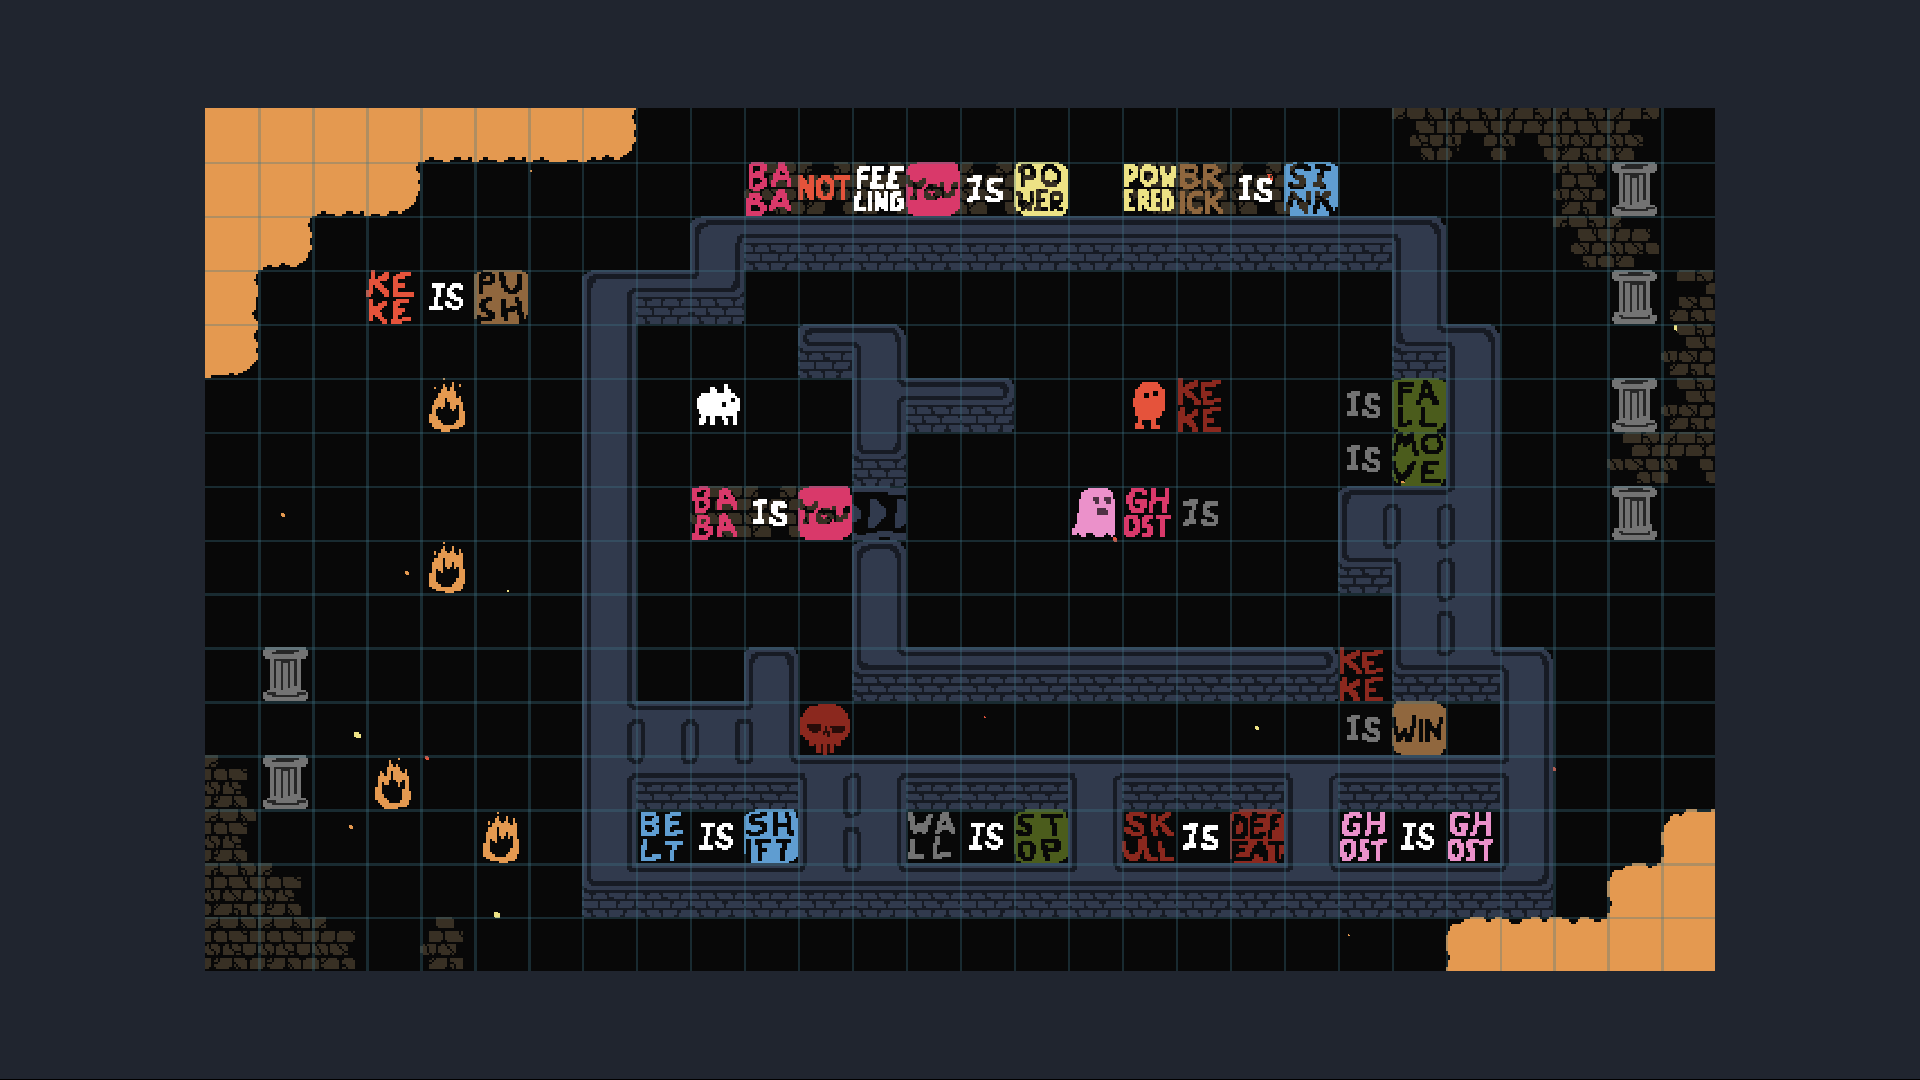 BABA NOT FEELING YOU IS POWER POWERED BRICK IS SINK
KEKE IS PUSH
KEKE IS FALL
IS MOVE
BABA IS YOU GHOST IS
KEKE
IS WIN
BELT IS SHIFT WALL IS STOP SKULL IS DEFEAT GHOST IS GHOST